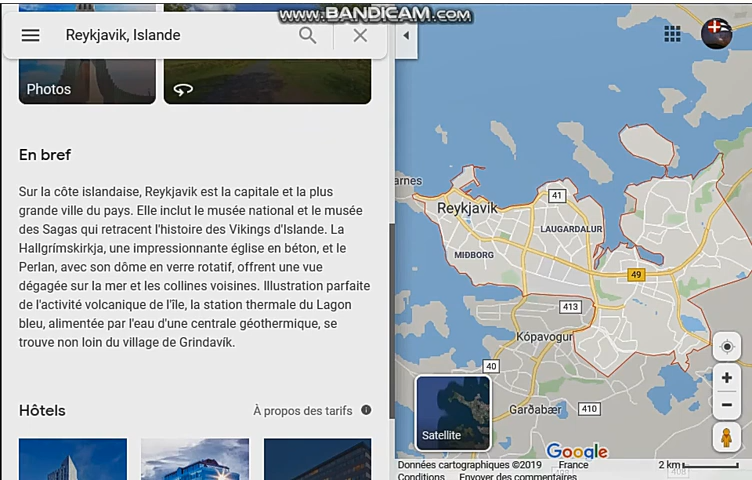 www.BANDICAM.com
Reykjavik, Islande
Photos
En bref
Sur la côte islandaise, Reykjavik est la capitale et la plus
grande ville du pays. Elle inclut le musée national et le musée
des Sagas qui retracent l'histoire des Vikings d'Islande. La
Hallgrímskirkja, une impressionnante église en béton, et le
Perlan, avec son dôme en verre rotatif, offrent une vue
dégagée sur la mer et les collines voisines. Illustration parfaite
de l'activité volcanique de l'île, la station thermale du Lagon
bleu, alimentée par l'eau d'une centrale géothermique, se
trouve non loin du village de Grindavík.
Hôtels
À propos des tarifs
arnes
Reykjavik
41
LAUGARDALUR
MIÐBORG
49
413
Kópavogur
40
Garðabær
410
Satellite
Google
Données cartographiques ©2019 France 2 km
Conditions Envoyer des commentaires
408